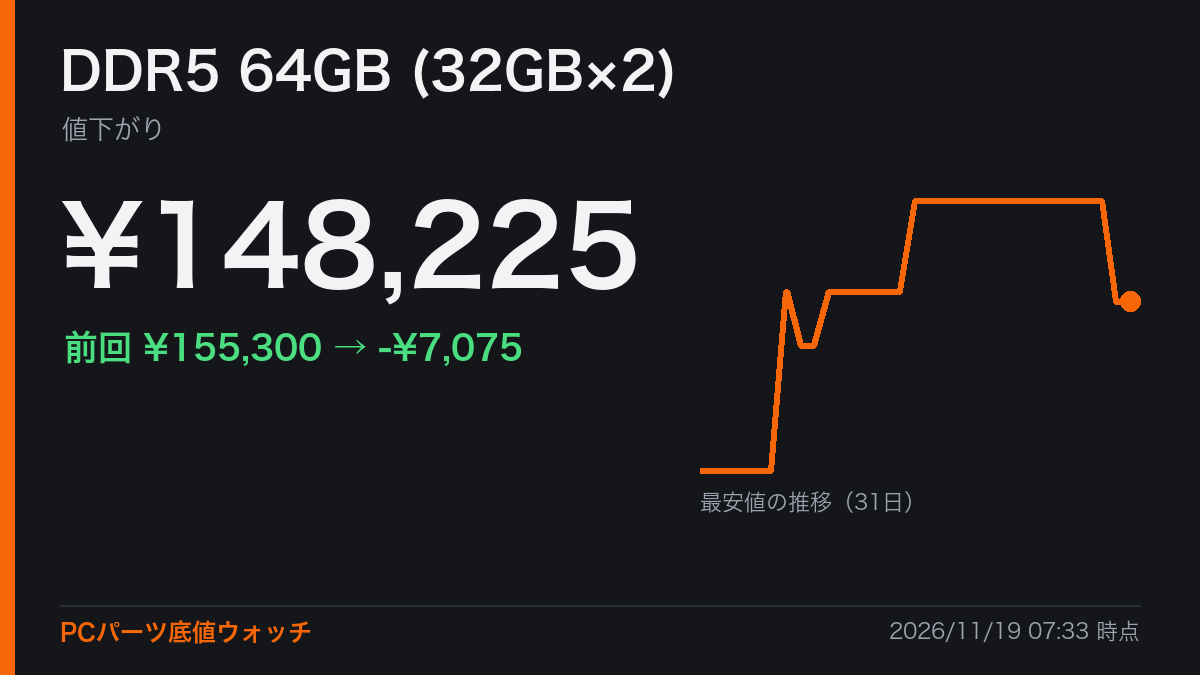 DDR5 64GB (32GB×2)
値下がり
¥148,225
前回 ¥155,300 → -¥7,075
最安値の推移（31日）
PCパーツ底値ウォッチ
2026/11/19 07:33 時点